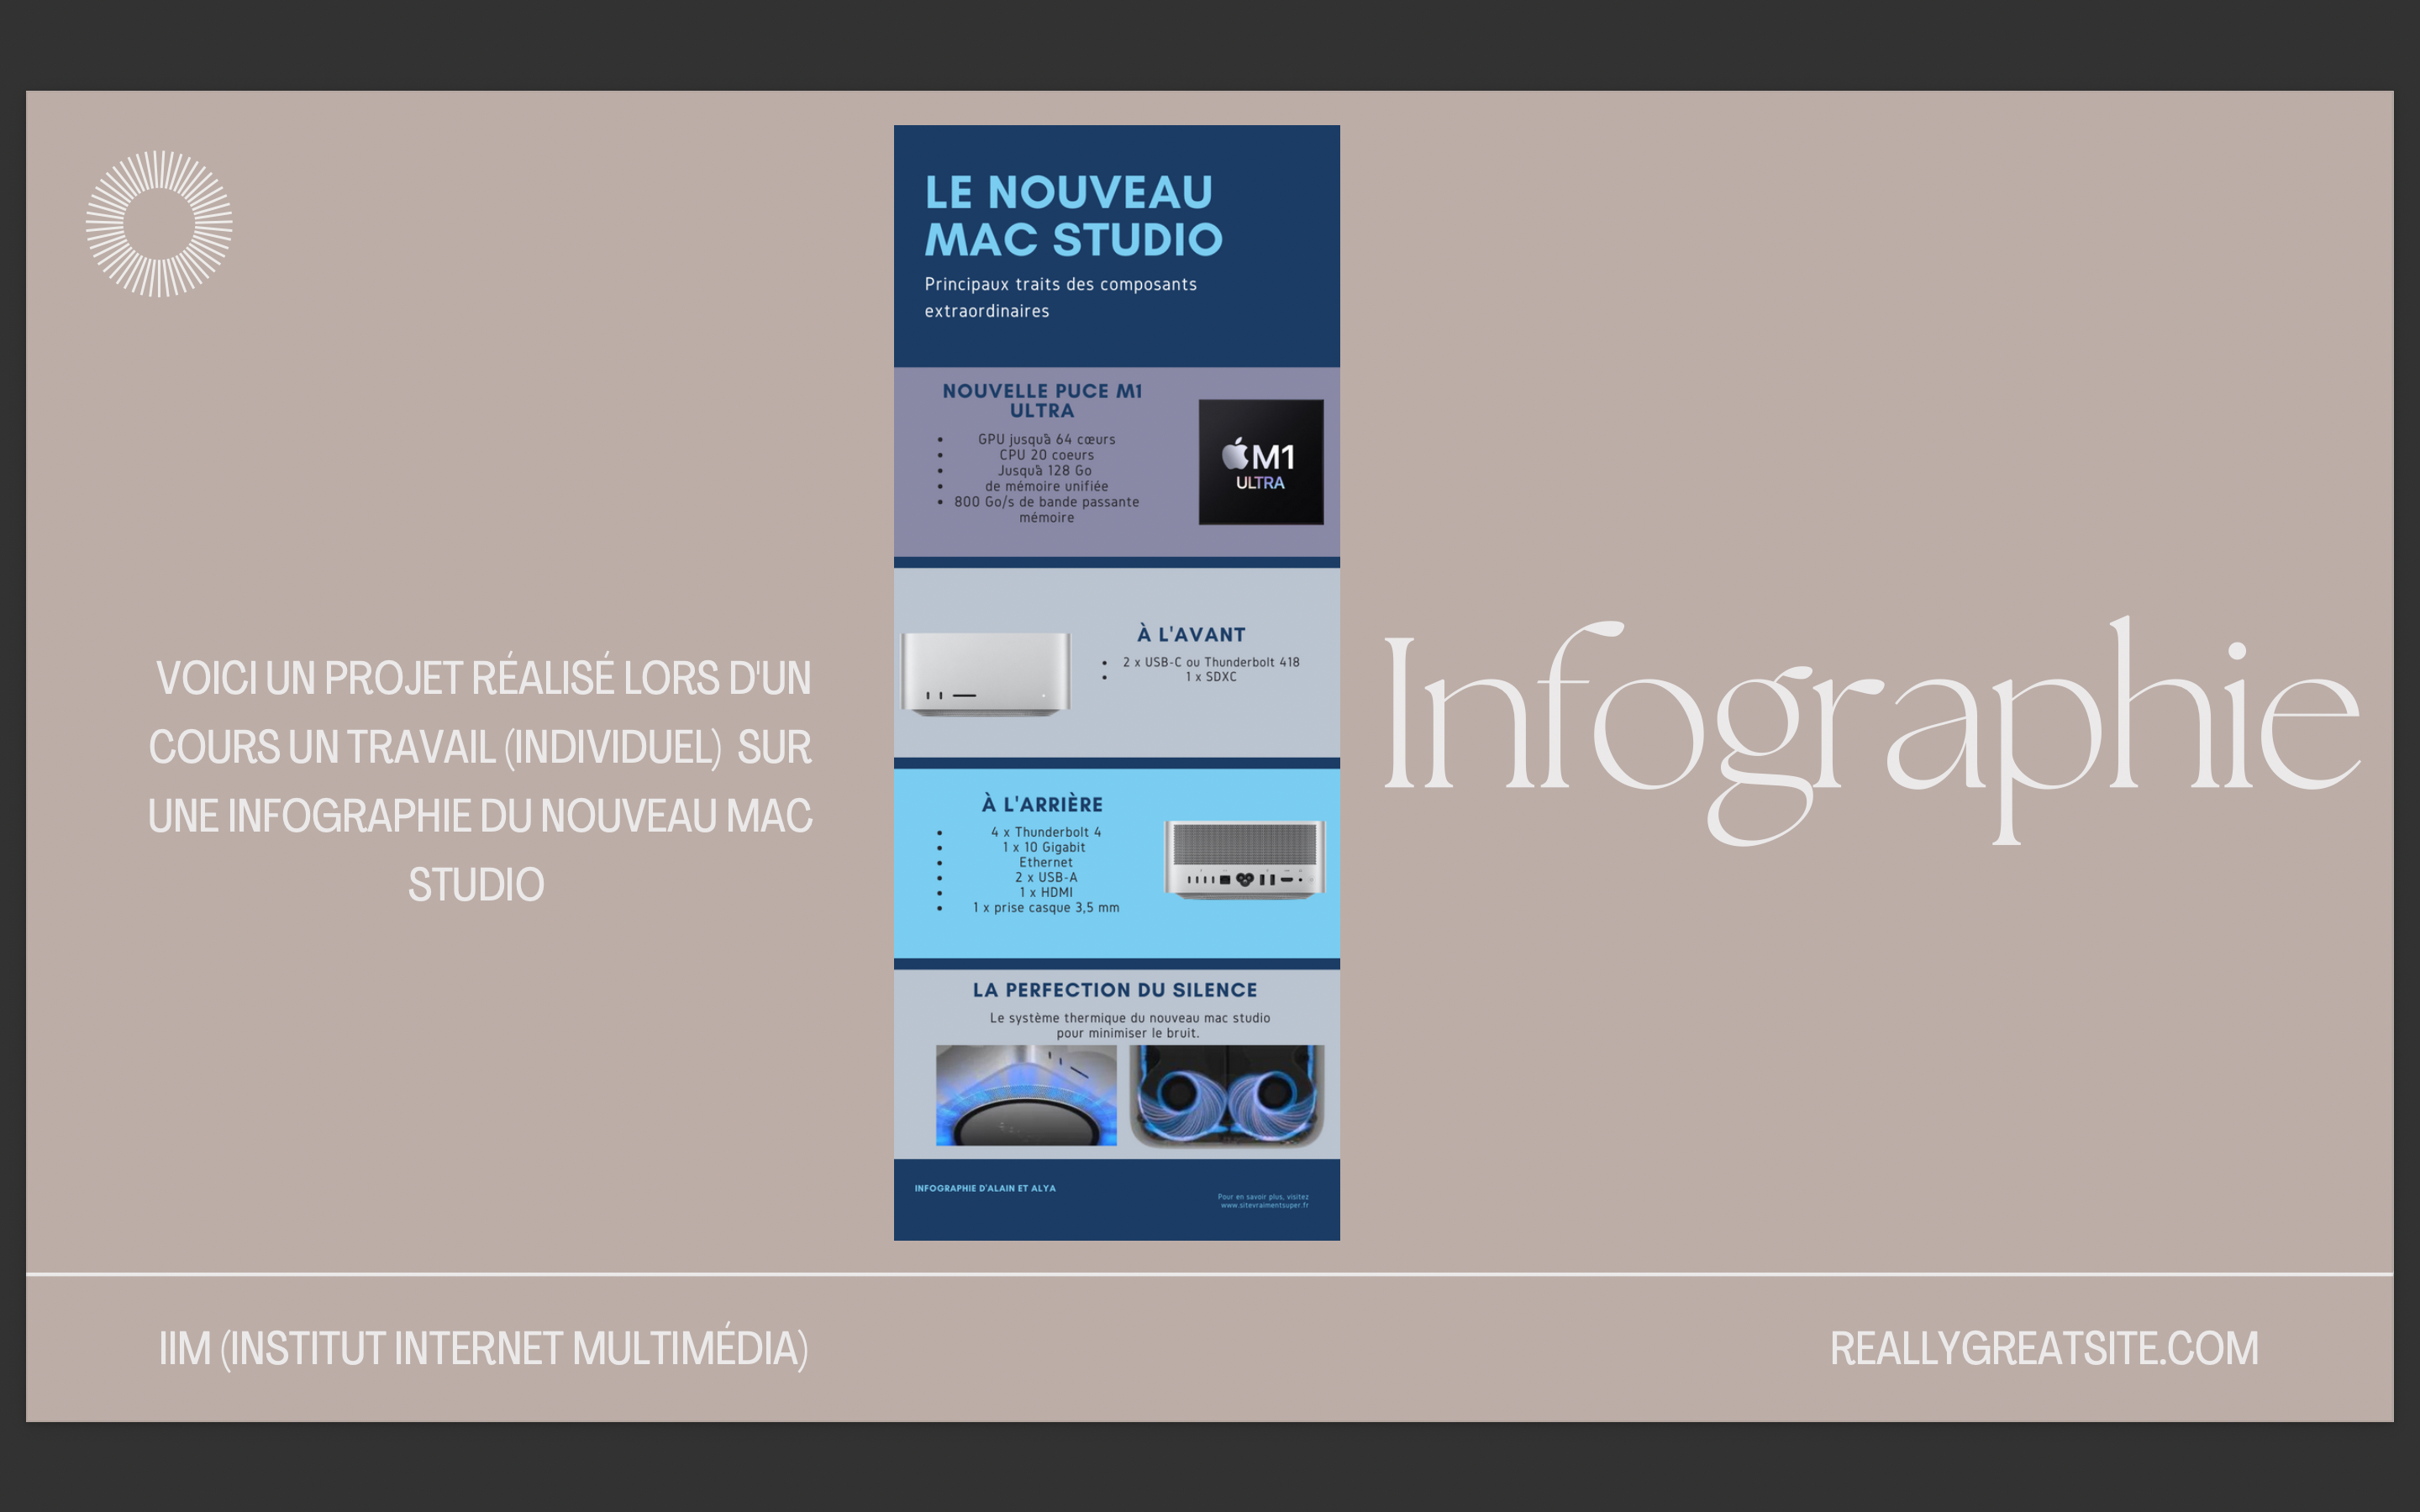 VOICI UN PROJET RÉALISÉ LORS D'UN
COURS UN TRAVAIL (INDIVIDUEL) SUR
UNE INFOGRAPHIE DU NOUVEAU MAC
STUDIO
LE NOUVEAU
MAC STUDIO
Principaux traits des composants
extraordinaires
NOUVELLE PUCE M1
ULTRA
• GPU jusqu'à 64 cœurs
• CPU 20 coeurs
• Jusqu'à 128 Go
• de mémoire unifiée
• 800 Go/s de bande passante
mémoire
M1
ULTRA
À L'AVANT
• 2 x USB-C ou Thunderbolt 418
• 1 x SDXC
À L'ARRIÈRE
• 4 x Thunderbolt 4
• 1 x 10 Gigabit
• Ethernet
• 2 x USB-A
• 1 x HDMI
• 1 x prise casque 3,5 mm
LA PERFECTION DU SILENCE
Le système thermique du nouveau mac studio
pour minimiser le bruit.
INFOGRAPHIE D'ALAIN ET ALYA
Pour en savoir plus, visitez
www.sitevraimentsuper.fr
Infographie
IIM (INSTITUT INTERNET MULTIMÉDIA)
REALLYGREATSITE.COM